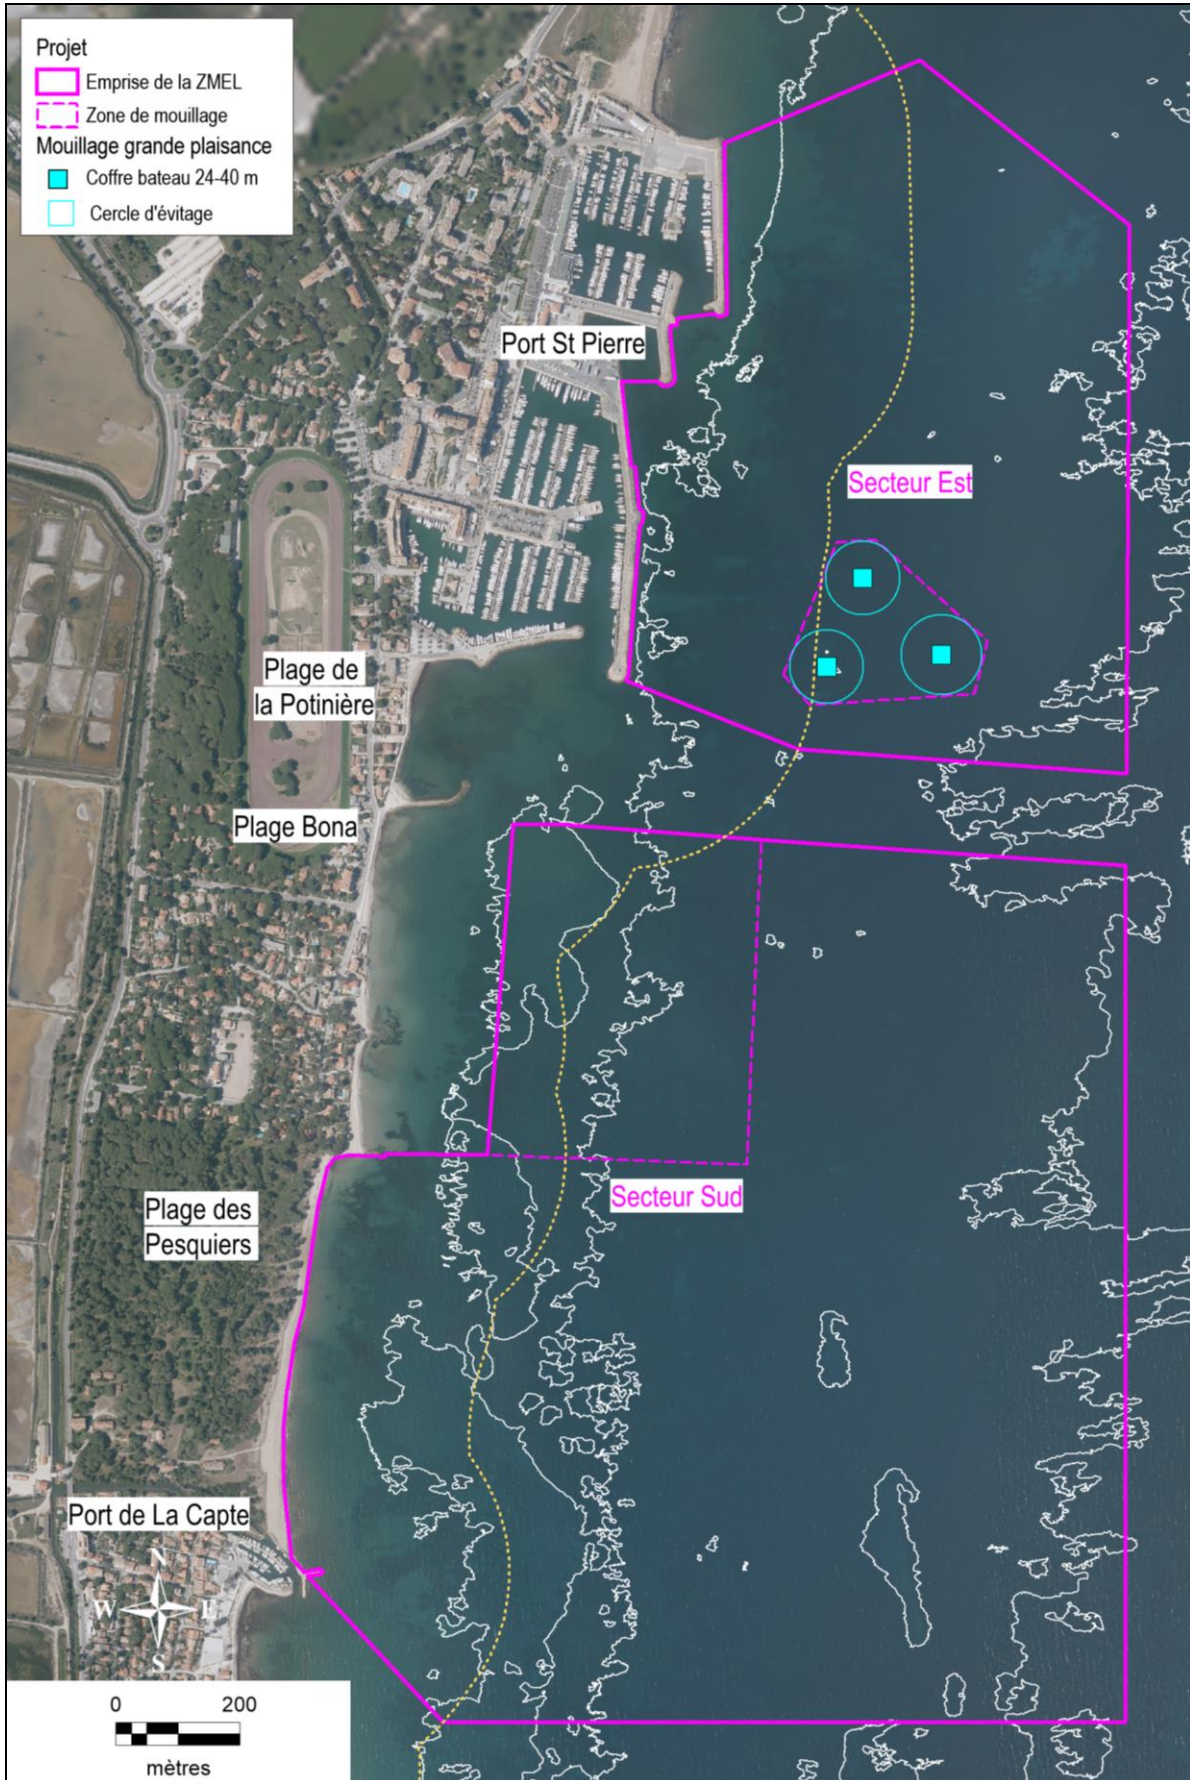 Projet
Emprise de la ZMEL
Zone de mouillage
Mouillage grande plaisance
Coffre bateau 24-40 m
Cercle d'évitage
Port St Pierre
Secteur Est
Plage de
la Potinière
Plage Bona
Secteur Sud
Plage des
Pesquiers
Port de La Capte
N
W E
S
0 200
mètres